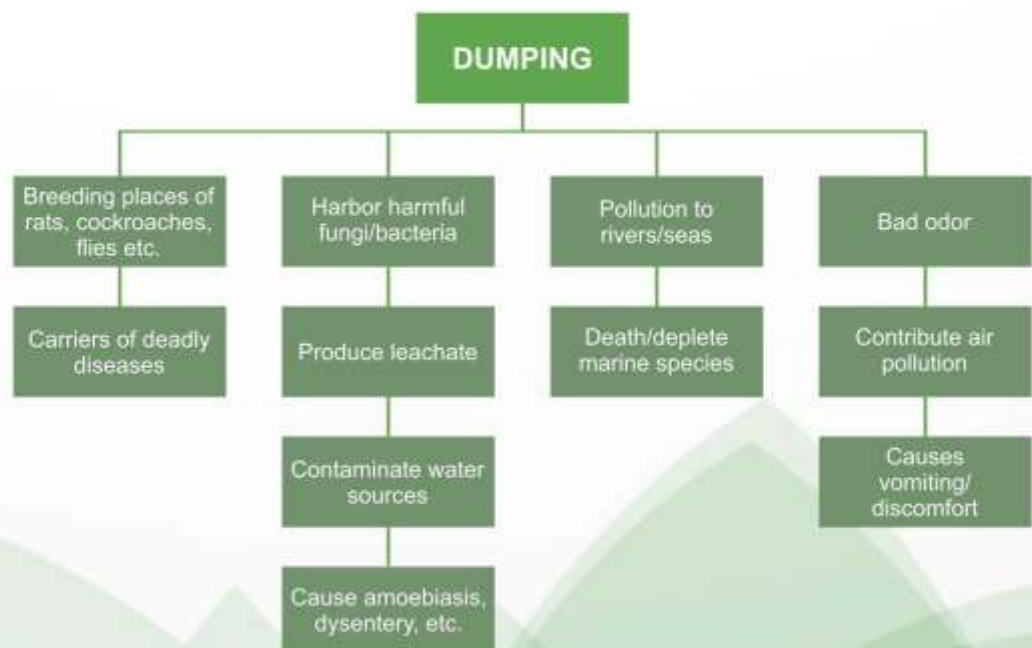 DUMPING
Breeding places of
rats, cockroaches,
flies etc.
Carriers of deadly
diseases
Harbor harmful
fungi/bacteria
Produce leachate
Contaminate water
sources
Cause amoebiasis,
dysentery, etc.
Pollution to
rivers/seas
Death/deplete
marine species
Bad odor
Contribute air
pollution
Causes
vomiting/
discomfort